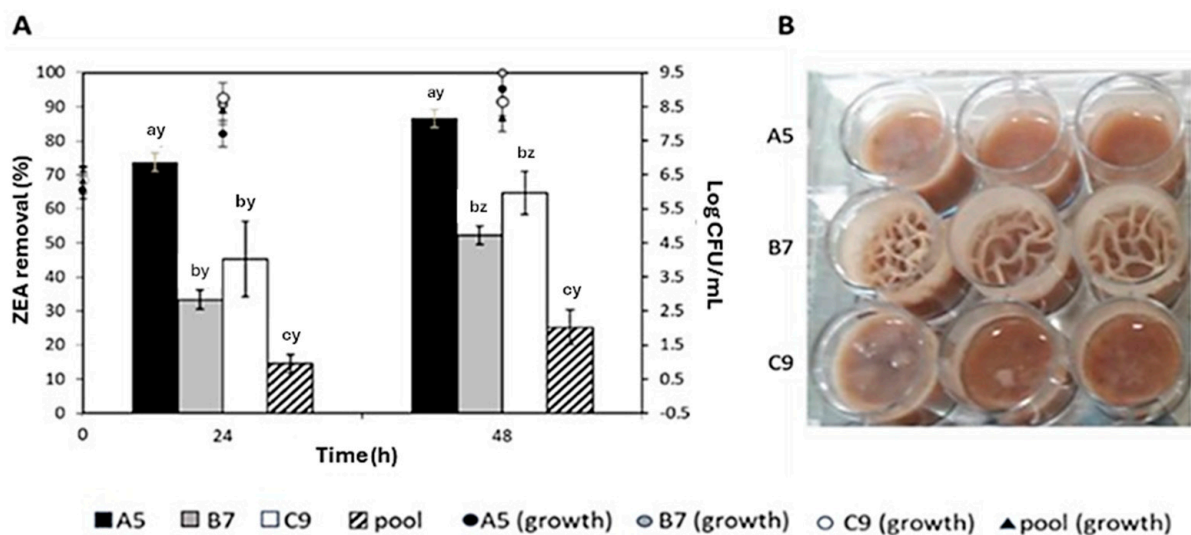 A
B
ZEA removal (%)
100
90
80
70
60
50
40
30
20
10
0
ay
by
by
cy
ay
bz
bz
cy
9.5
8.5
7.5
6.5
5.5
4.5
3.5
2.5
1.5
0.5
-0.5
Log CFU/mL
0
24
48
Time (h)
A5
B7
C9
A5 B7 C9 pool A5 (growth) B7 (growth) C9 (growth) pool (growth)